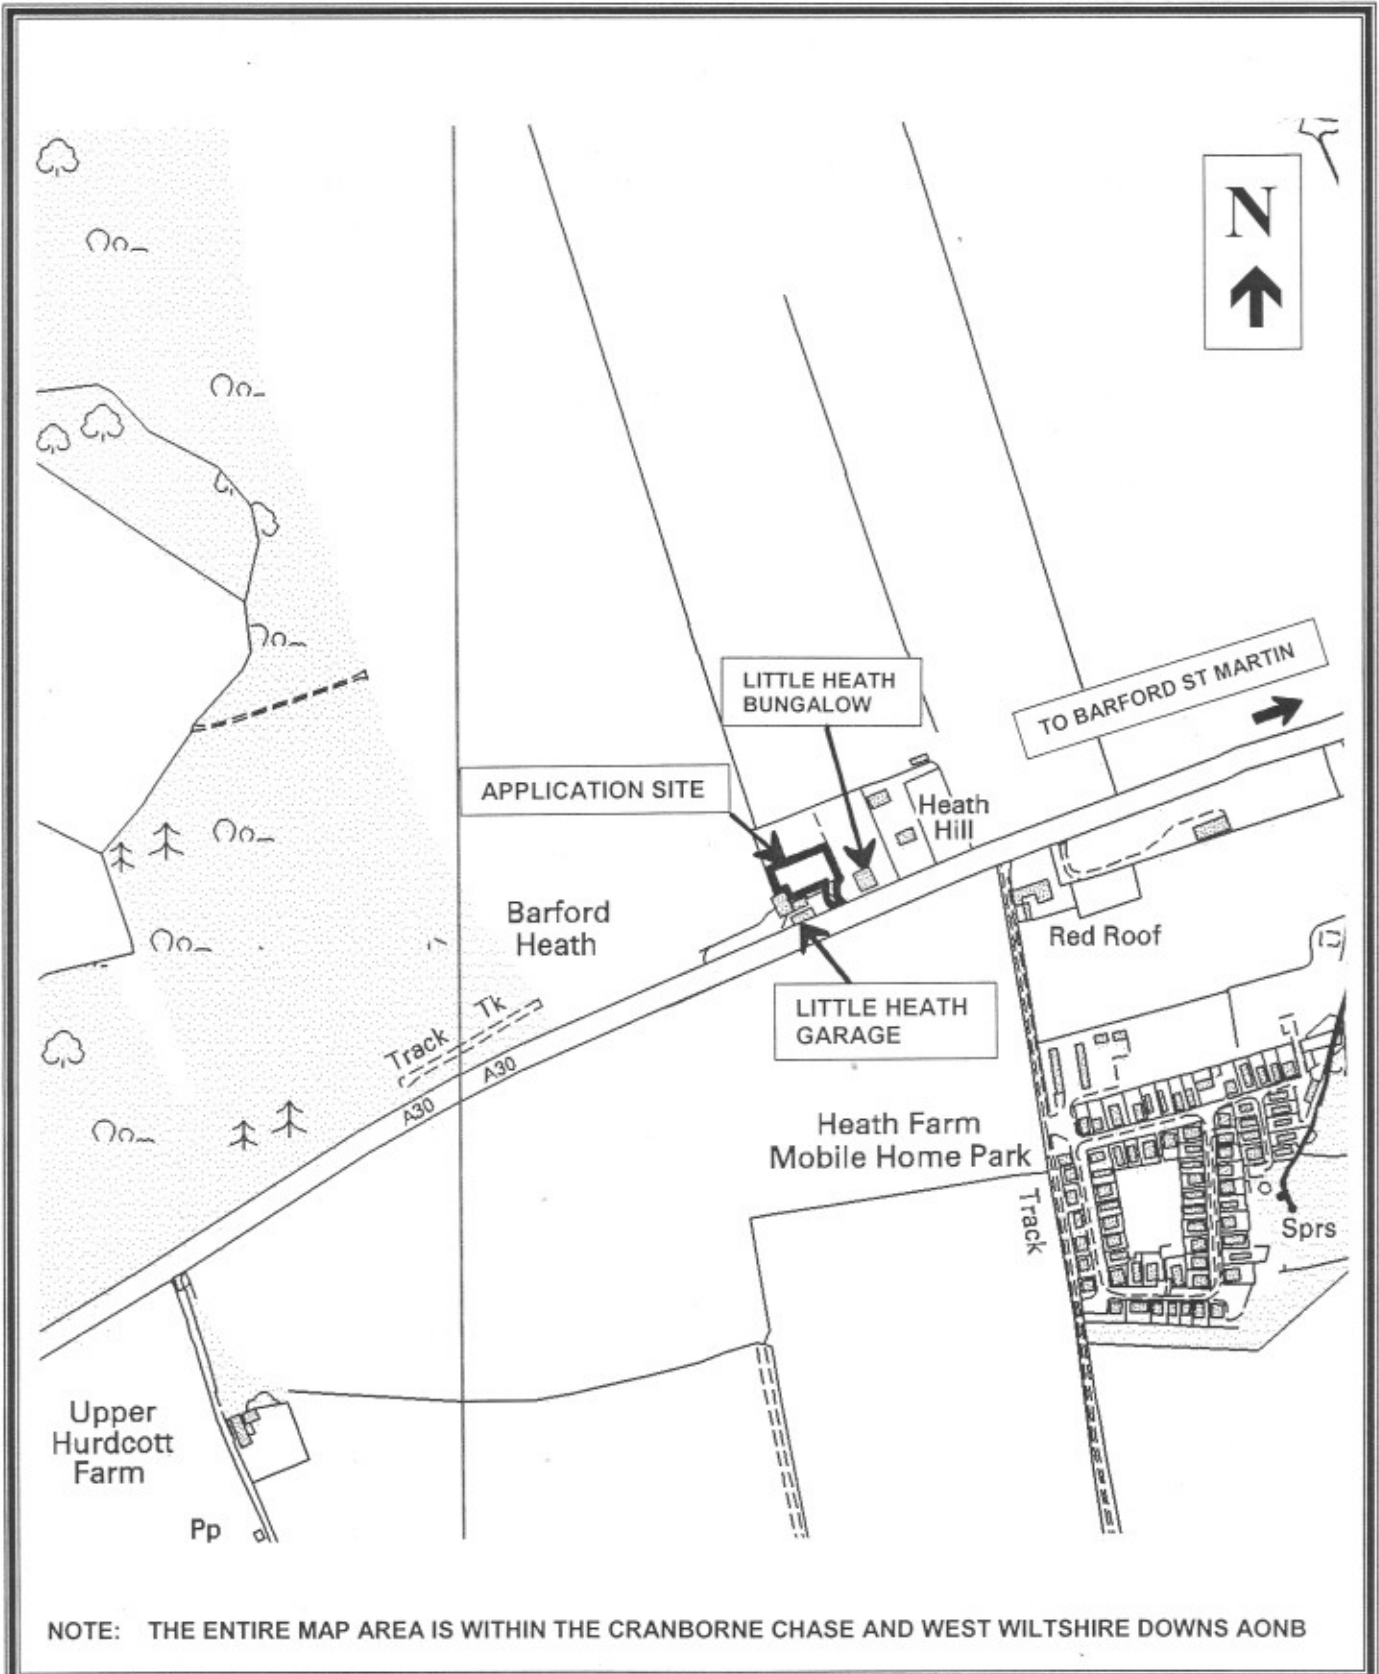 N
LITTLE HEATH
BUNGALOW
TO BARFORD ST MARTIN
APPLICATION SITE
Heath
Hill
Barford
Heath
Red Roof
LITTLE HEATH
GARAGE
Track
Tk
A30
A30
Heath Farm
Mobile Home Park
Track
Sprs
Upper
Hurdcott
Farm
Pp
NOTE: THE ENTIRE MAP AREA IS WITHIN THE CRANBORNE CHASE AND WEST WILTSHIRE DOWNS AONB